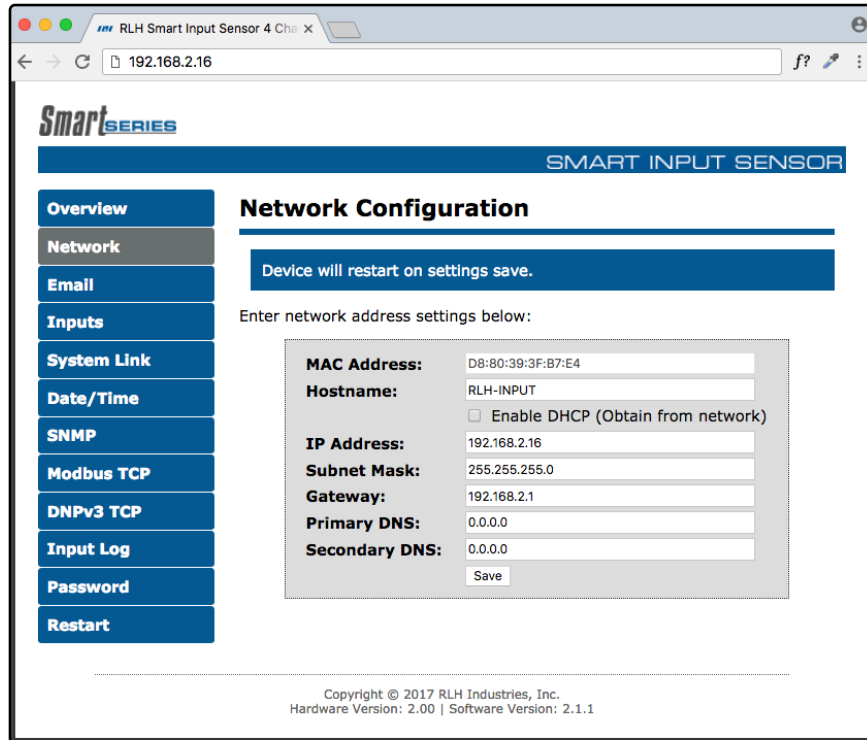 RLH Smart Input Sensor 4 Cha
192.168.2.16
f?
Smart SERIES
SMART INPUT SENSOR
Overview
Network
Email
Inputs
System Link
Date/Time
SNMP
Modbus TCP
DNPv3 TCP
Input Log
Password
Restart
Network Configuration
Device will restart on settings save.
Enter network address settings below:
MAC Address: D8:80:39:3F:B7:E4
Hostname: RLH-INPUT
Enable DHCP (Obtain from network)
IP Address: 192.168.2.16
Subnet Mask: 255.255.255.0
Gateway: 192.168.2.1
Primary DNS: 0.0.0.0
Secondary DNS: 0.0.0.0
Save
Copyright © 2017 RLH Industries, Inc.
Hardware Version: 2.00 | Software Version: 2.1.1